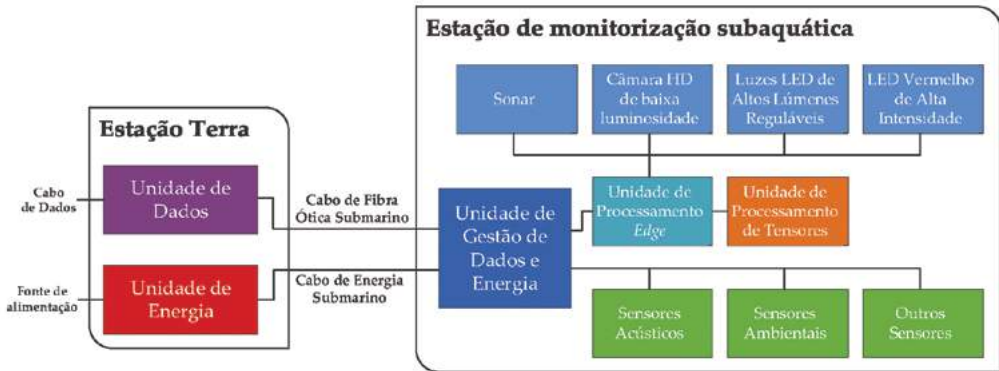 Estação de monitorização subaquática
Sonar
Câmara HD
de baixa
luminosidade
Luzes LED de
Altos Lúmenes
Reguláveis
LED Vermelho
de Alta
Intensidade
Estação Terra
Cabo
de Dados
Unidade de
Dados
Cabo de Fibra
Ótica Submarino
Unidade de
Gestão de
Dados e
Energia
Unidade de
Processamento
Edge
Unidade de
Processamento
de Tensores
Fonte de
alimentação
Unidade de
Energia
Cabo de Energia
Submarino
Sensores
Acústicos
Sensores
Ambientais
Outros
Sensores